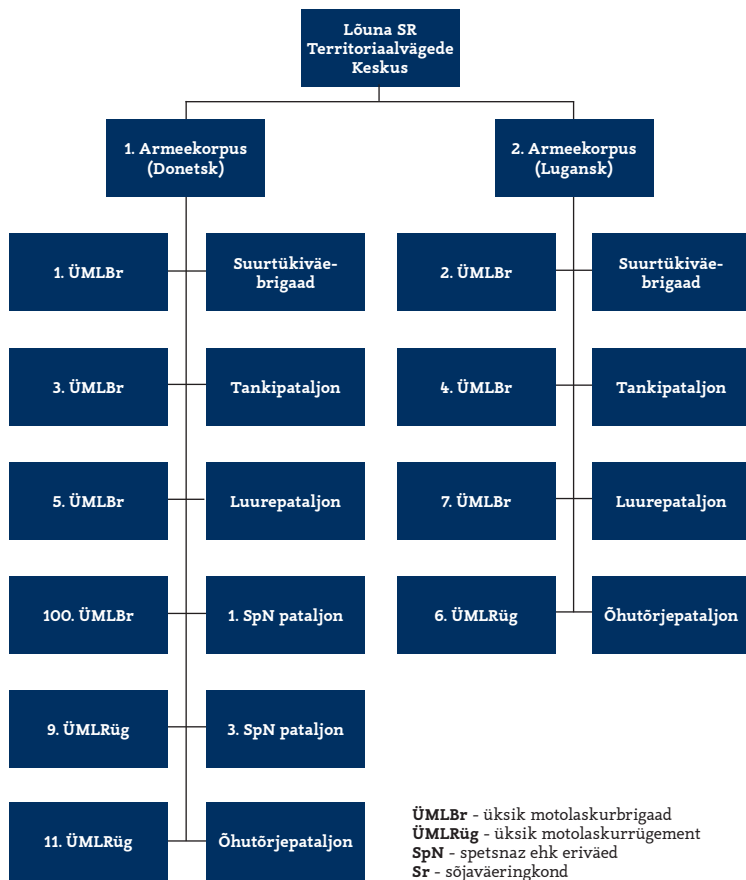 Lõuna SR
Territoriaalvägede
Keskus
1. Armeekorpus
(Donetsk)
2. Armeekorpus
(Lugansk)
1. ÜMLBr
Suurtükiväe-
brigaad
2. ÜMLBr
Suurtükiväe-
brigaad
3. ÜMLBr
Tankipataljon
4. ÜMLBr
Tankipataljon
5. ÜMLBr
Luurepataljon
7. ÜMLBr
Luurepataljon
100. ÜMLBr
1. SpN pataljon
6. ÜMLRüg
Õhutõrjepataljon
9. ÜMLRüg
3. SpN pataljon
11. ÜMLRüg
Õhutõrjepataljon
ÜMLBr - üksik motolaskurbrigaad
ÜMLRüg - üksik motolaskurrügement
SpN - spetsnaz ehk eriväed
Sr - sõjaväeringkond